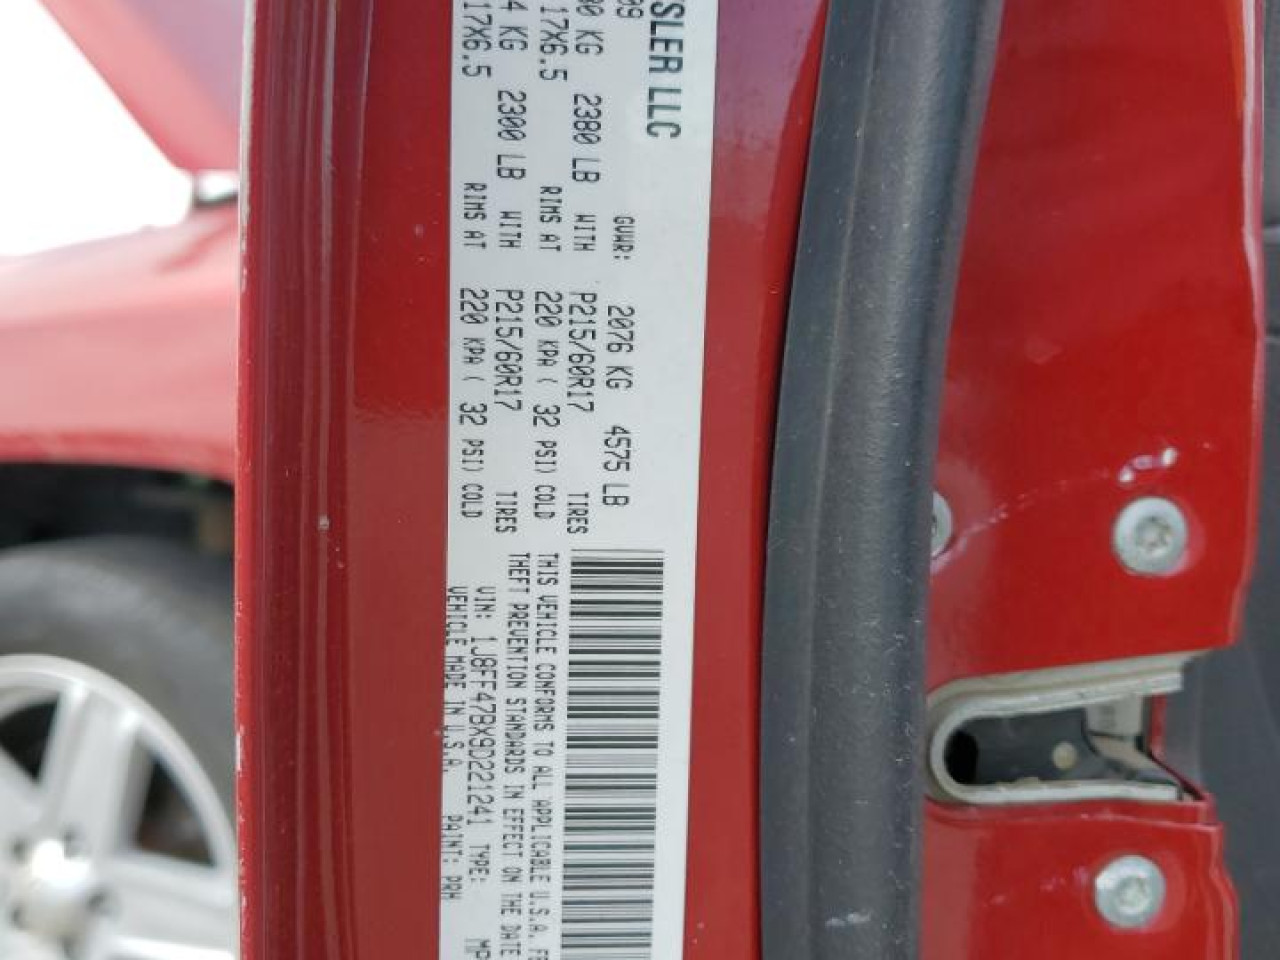 SLER LLC
09 GVWR: 2076 KG 4575 LB
KG 2380 LB WITH P215/60R17 TIRES
17X6.5 RIMS AT 220 KPA ( 32 PSI) COLD
4 KG 2300 LB WITH P215/60R17 TIRES
17X6.5 RIMS AT 220 KPA ( 32 PSI) COLD
THIS VEHICLE CONFORMS TO ALL APPLICABLE U.S.A. FE
THEFT PREVENTION STANDARDS IN EFFECT ON THE DATE
VIN: 1J8FF47BX9D221241 TYPE: MP
VEHICLE MADE IN U.S.A. PAINT: PRH